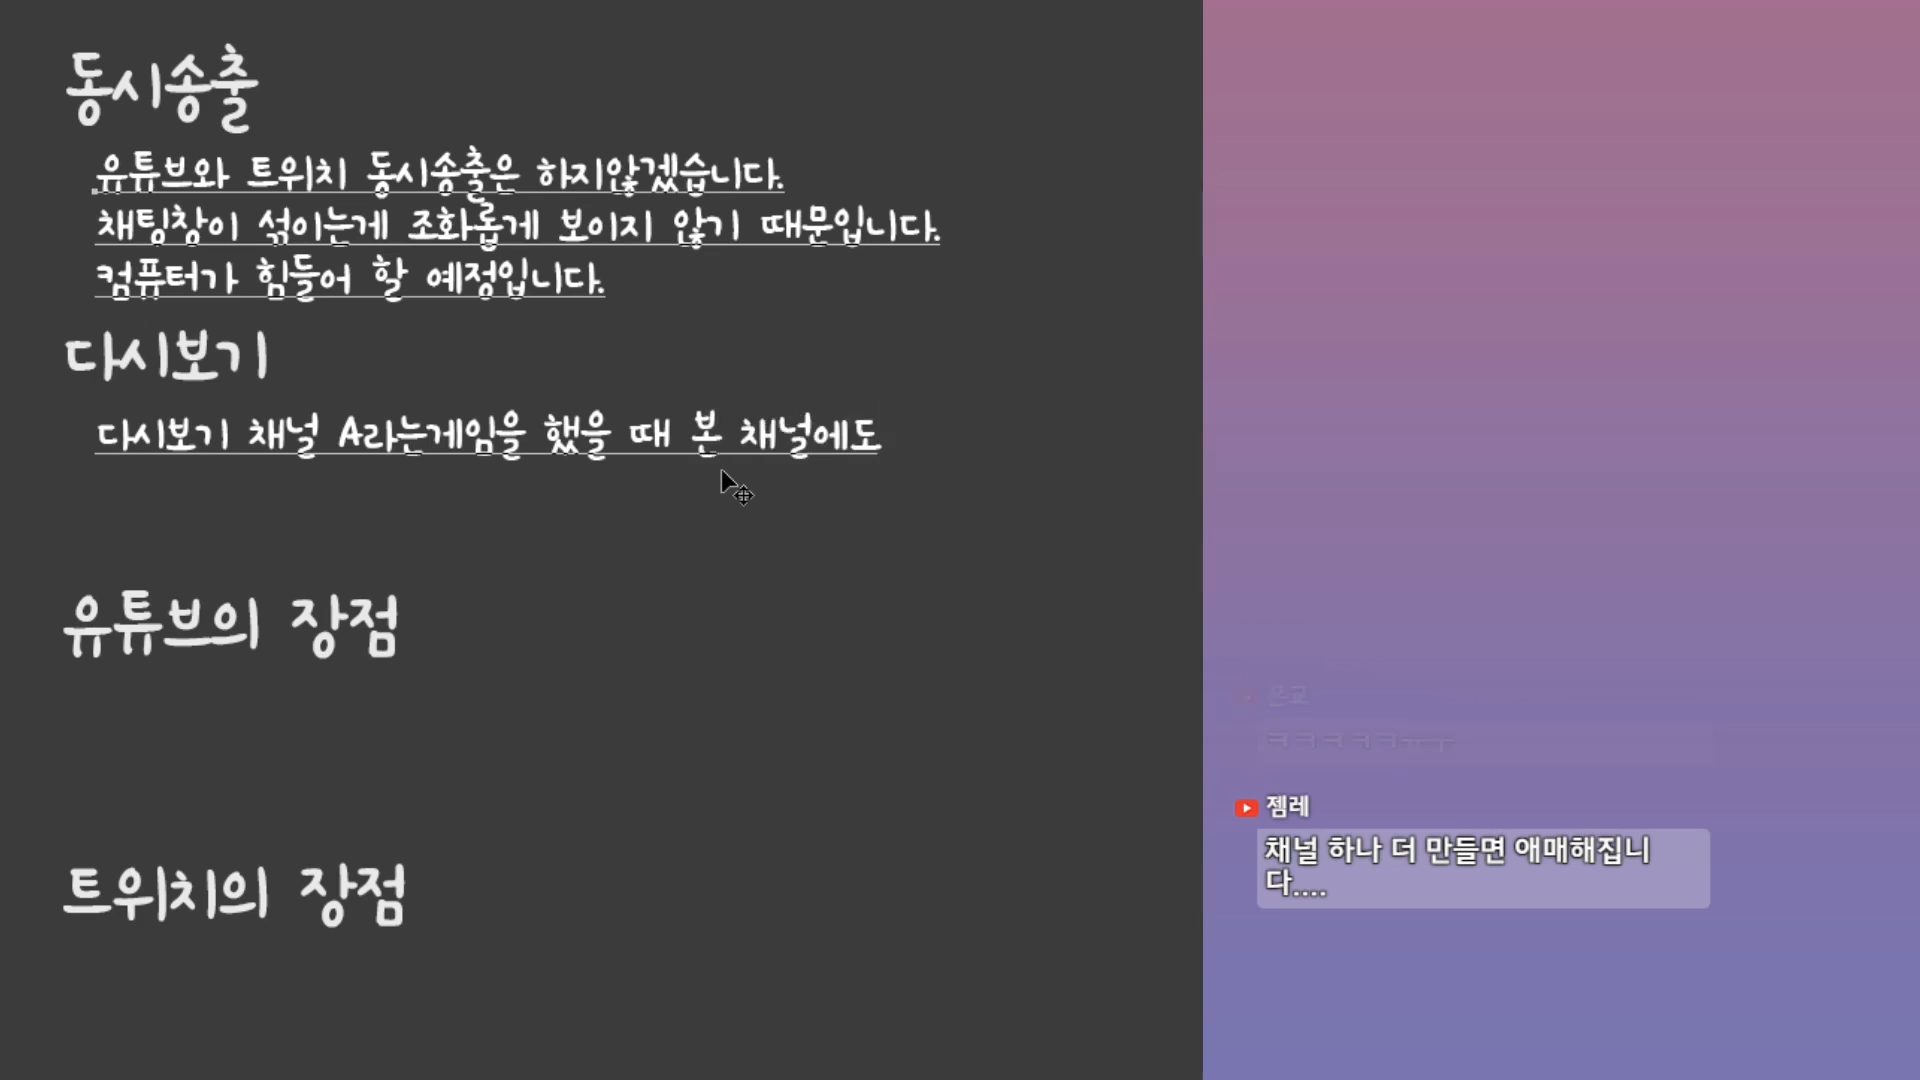 동시송출
유튜브와 트위치 동시송출은 하지않겠습니다.
채팅창이 섞이는게 조화롭게 보이지 않기 때문입니다.
컴퓨터가 힘들어 할 예정입니다.
다시보기
다시보기 채널 A라는게임을 했을 때 본 채널에도
유튜브의 장점
트위치의 장점
젬레
채널 하나 더 만들면 애매해집니
다....